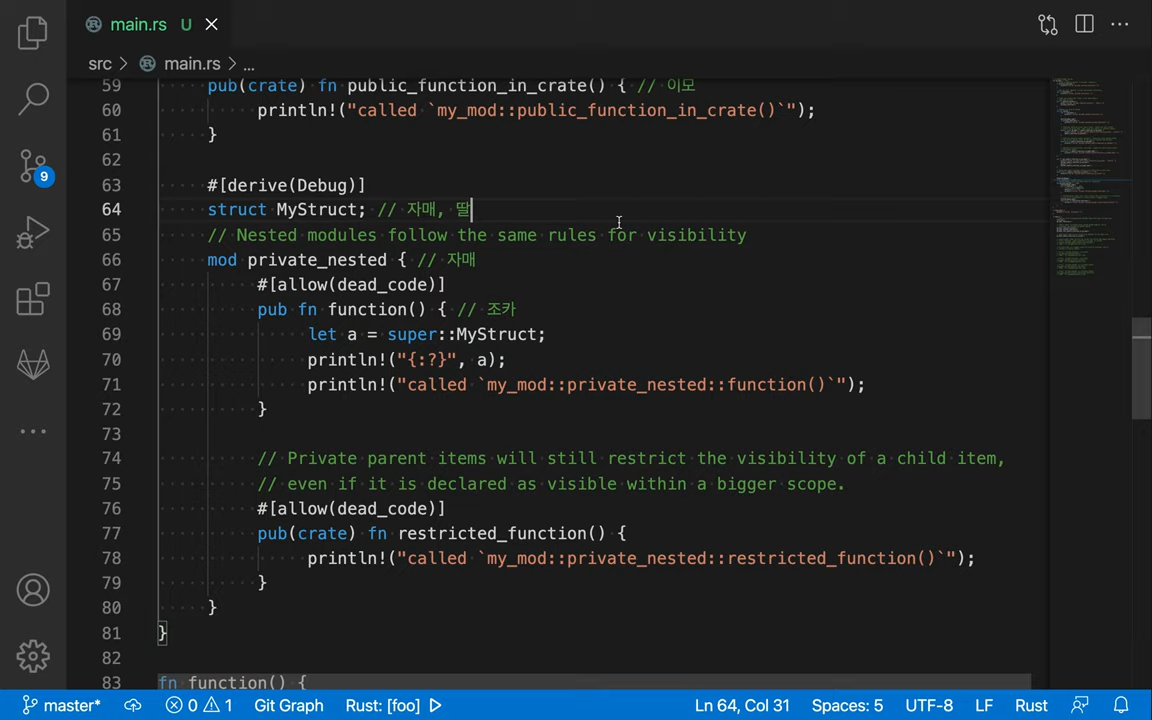 main.rs U
src > main.rs > ...
59 pub(crate) fn public_function_in_crate() { // 이모
60 println!("called `my_mod::public_function_in_crate()`");
61 }
62
63 #[derive(Debug)]
64 struct MyStruct; // 자매, 딸
65 // Nested modules follow the same rules for visibility
66 mod private_nested { // 자매
67 #[allow(dead_code)]
68 pub fn function() { // 조카
69 let a = super::MyStruct;
70 println!("{:?}", a);
71 println!("called `my_mod::private_nested::function()`");
72 }
73
74 // Private parent items will still restrict the visibility of a child item,
75 // even if it is declared as visible within a bigger scope.
76 #[allow(dead_code)]
77 pub(crate) fn restricted_function() {
78 println!("called `my_mod::private_nested::restricted_function()`");
79 }
80 }
81 }
82
83 fn function() {
9
master* 0 1 Git Graph Rust: [foo] Ln 64, Col 31 Spaces: 5 UTF-8 LF Rust